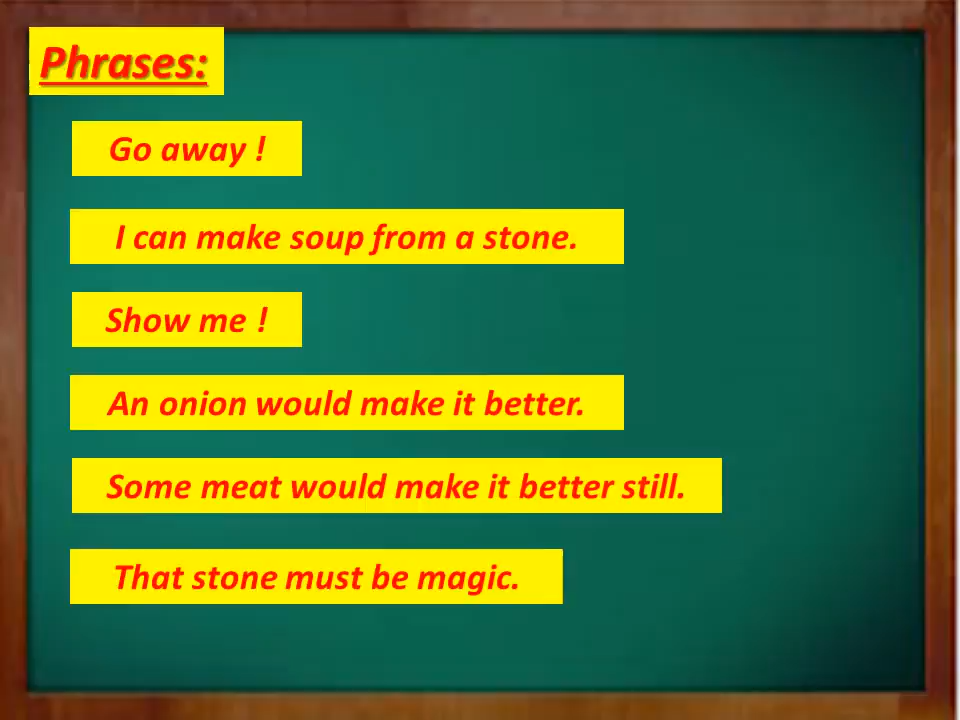 Phrases:
Go away !
I can make soup from a stone.
Show me !
An onion would make it better.
Some meat would make it better still.
That stone must be magic.